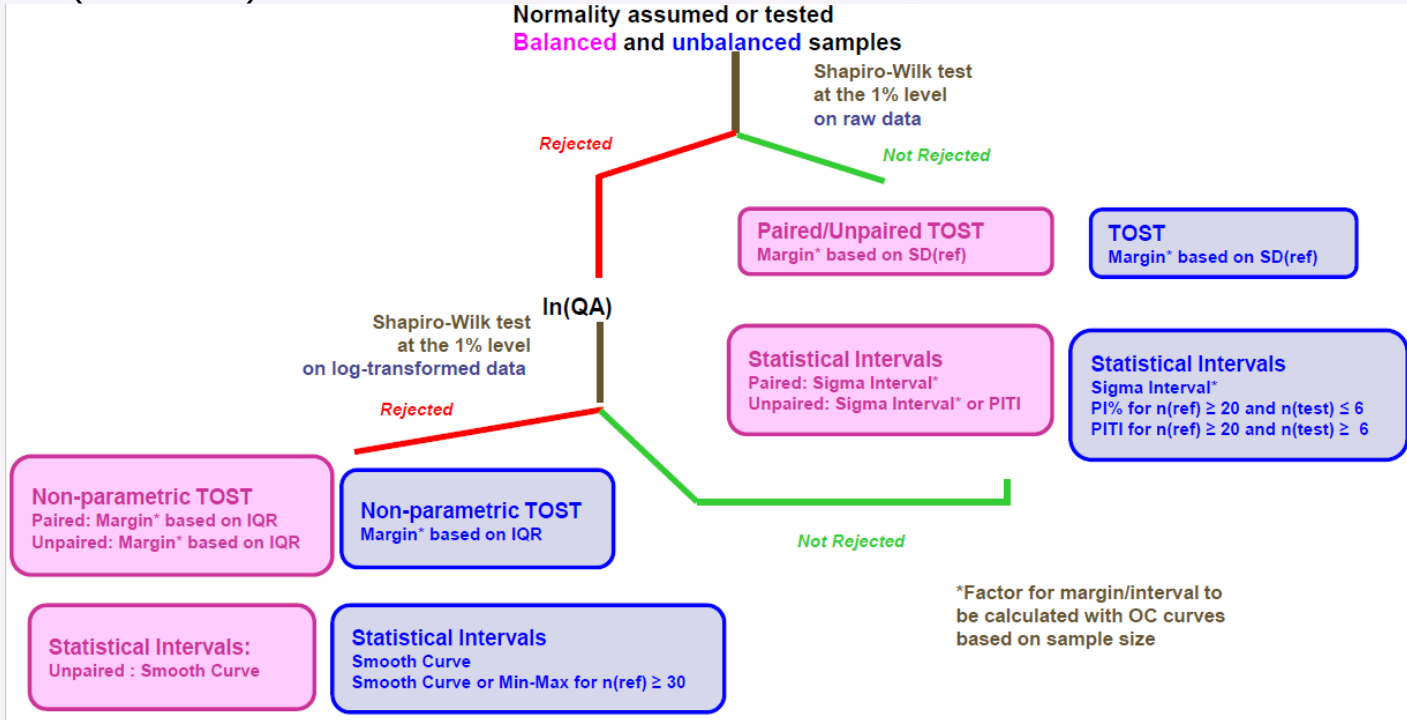 Normality assumed or tested
Balanced and unbalanced samples
Shapiro-Wilk test
at the 1% level
on raw data
Rejected
Not Rejected
Paired/Unpaired TOST
Margin* based on SD(ref)
TOST
Margin* based on SD(ref)
ln(QA)
Shapiro-Wilk test
at the 1% level
on log-transformed data
Statistical Intervals
Paired: Sigma Interval*
Unpaired: Sigma Interval* or PITI
Statistical Intervals
Sigma Interval*
PI% for n(ref) ≥ 20 and n(test) ≤ 6
PITI for n(ref) ≥ 20 and n(test) ≥ 6
Rejected
Not Rejected
Non-parametric TOST
Paired: Margin* based on IQR
Unpaired: Margin* based on IQR
Non-parametric TOST
Margin* based on IQR
Statistical Intervals:
Unpaired : Smooth Curve
Statistical Intervals
Smooth Curve
Smooth Curve or Min-Max for n(ref) ≥ 30
*Factor for margin/interval to
be calculated with OC curves
based on sample size